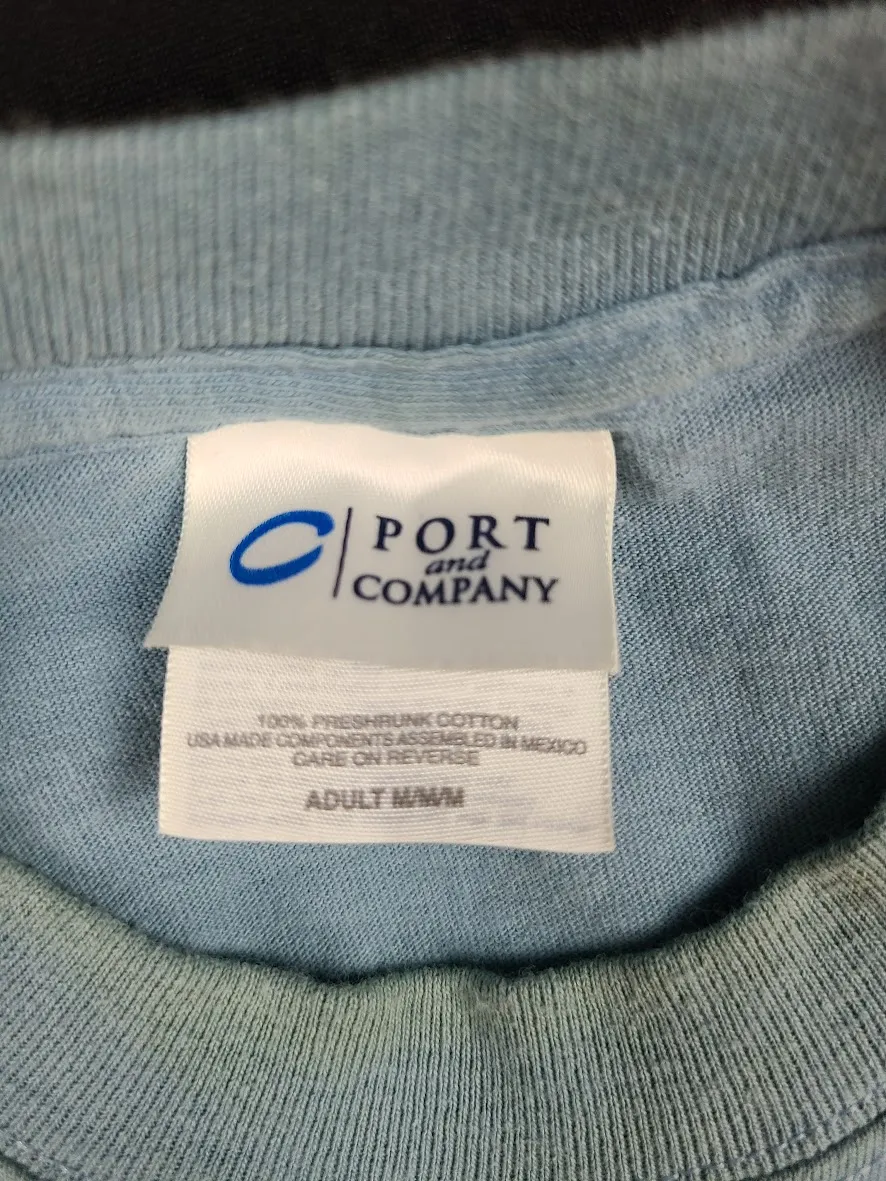 PORT
and
COMPANY
100% PRESHRUNK COTTON
USA MADE COMPONENTS ASSEMBLED IN MEXICO
CARE ON REVERSE
ADULT M/M/M